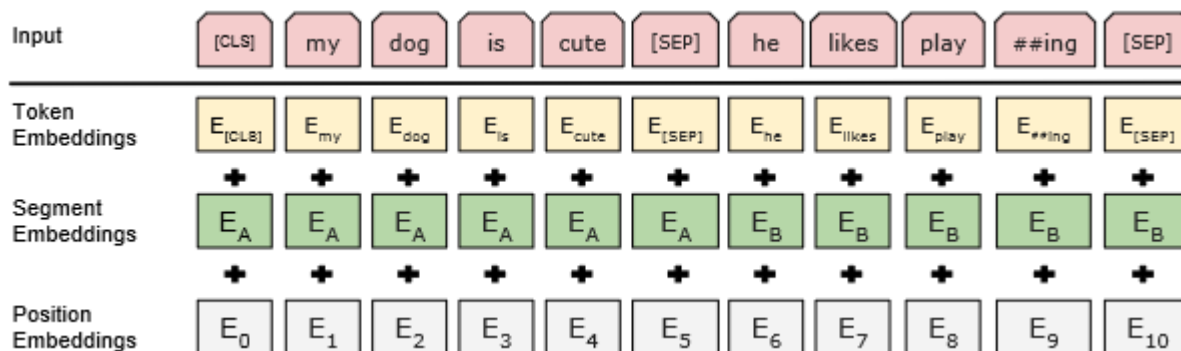 Input [CLS] my dog is cute [SEP] he likes play ##ing [SEP]
Token
Embeddings E[CLS] Emy Edog Eis Ecute E[SEP] Ehe Elikes Eplay E##ing E[SEP]
+ + + + + + + + + + +
Segment
Embeddings EA EA EA EA EA EA EB EB EB EB EB
+ + + + + + + + + + +
Position
Embeddings E0 E1 E2 E3 E4 E5 E6 E7 E8 E9 E10